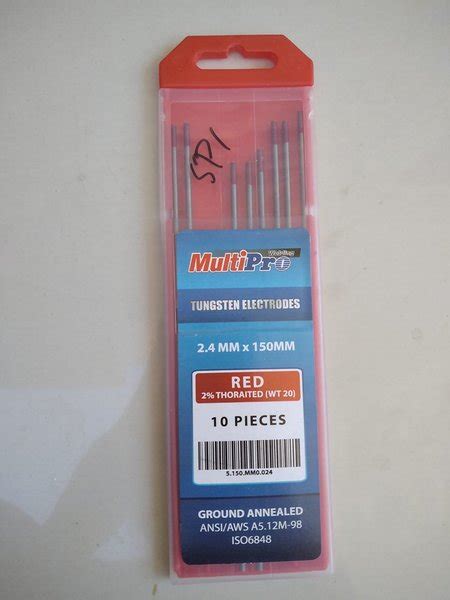 SP1
Welding
MultiPro
TUNGSTEN ELECTRODES
2.4 MM x 150MM
RED
2% THORAITED (WT 20)
10 PIECES
5.150.MM0.024
GROUND ANNEALED
ANSI/AWS A5.12M-98
ISO6848